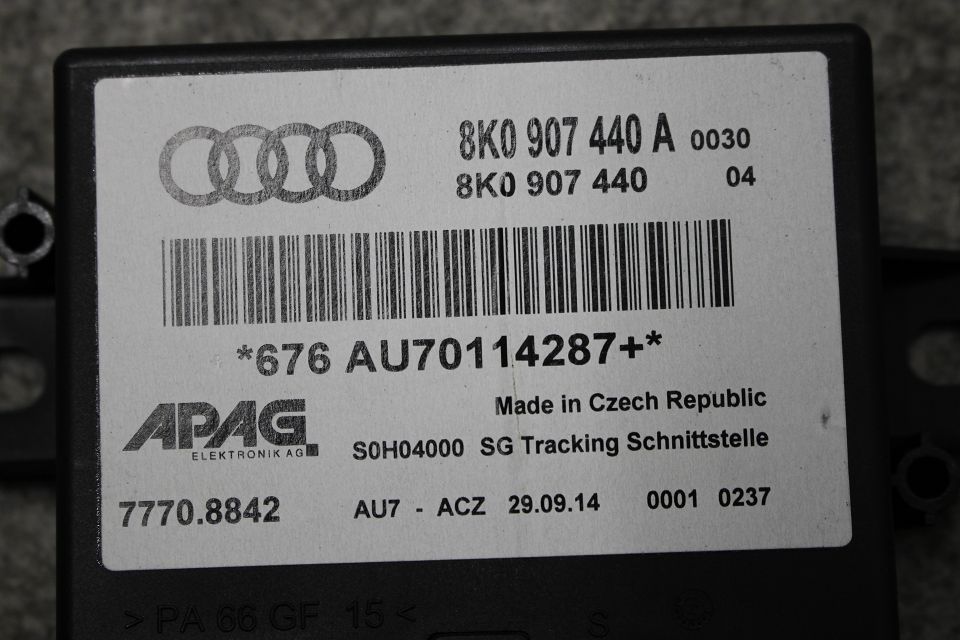 8K0 907 440 A 0030
8K0 907 440 04
*676 AU70114287+*
Made in Czech Republic
APAG
ELEKTRONIK AG
S0H04000 SG Tracking Schnittstelle
7770.8842 AU7 - ACZ 29.09.14 0001 0237
>PA 66 GF 15<
S